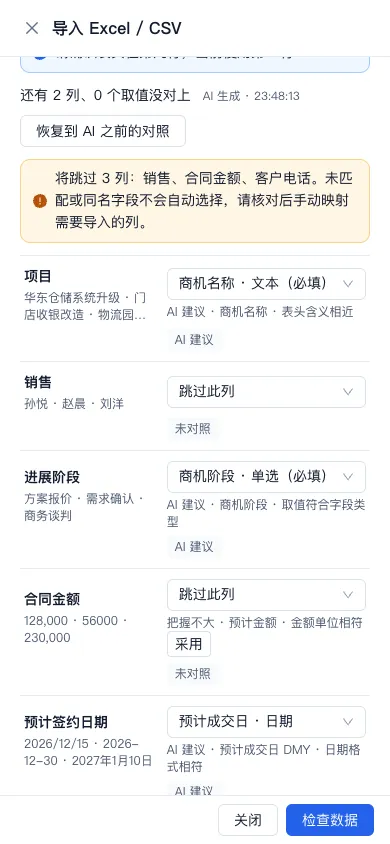 导入 Excel / CSV
还有 2 列、0 个取值没对上 AI 生成 · 23:48:13
恢复到 AI 之前的对照
将跳过 3 列：销售、合同金额、客户电话。未匹
配或同名字段不会自动选择，请核对后手动映射
需要导入的列。
项目
华东仓储系统升级 · 门
店收银改造 · 物流园...
商机名称 · 文本（必填）
AI 建议 · 商机名称 · 表头含义相近
AI 建议
销售
孙悦 · 赵晨 · 刘洋
跳过此列
未对照
进展阶段
方案报价 · 需求确认 ·
商务谈判
商机阶段 · 单选（必填）
AI 建议 · 商机阶段 · 取值符合字段类
型
AI 建议
合同金额
128,000 · 56000 ·
230,000
跳过此列
把握不大 · 预计金额 · 金额单位相符
采用
未对照
预计签约日期
2026/12/15 · 2026-
12-30 · 2027年1月10日
预计成交日 · 日期
AI 建议 · 预计成交日 DMY · 日期格
式相符
AI 建议
关闭
检查数据